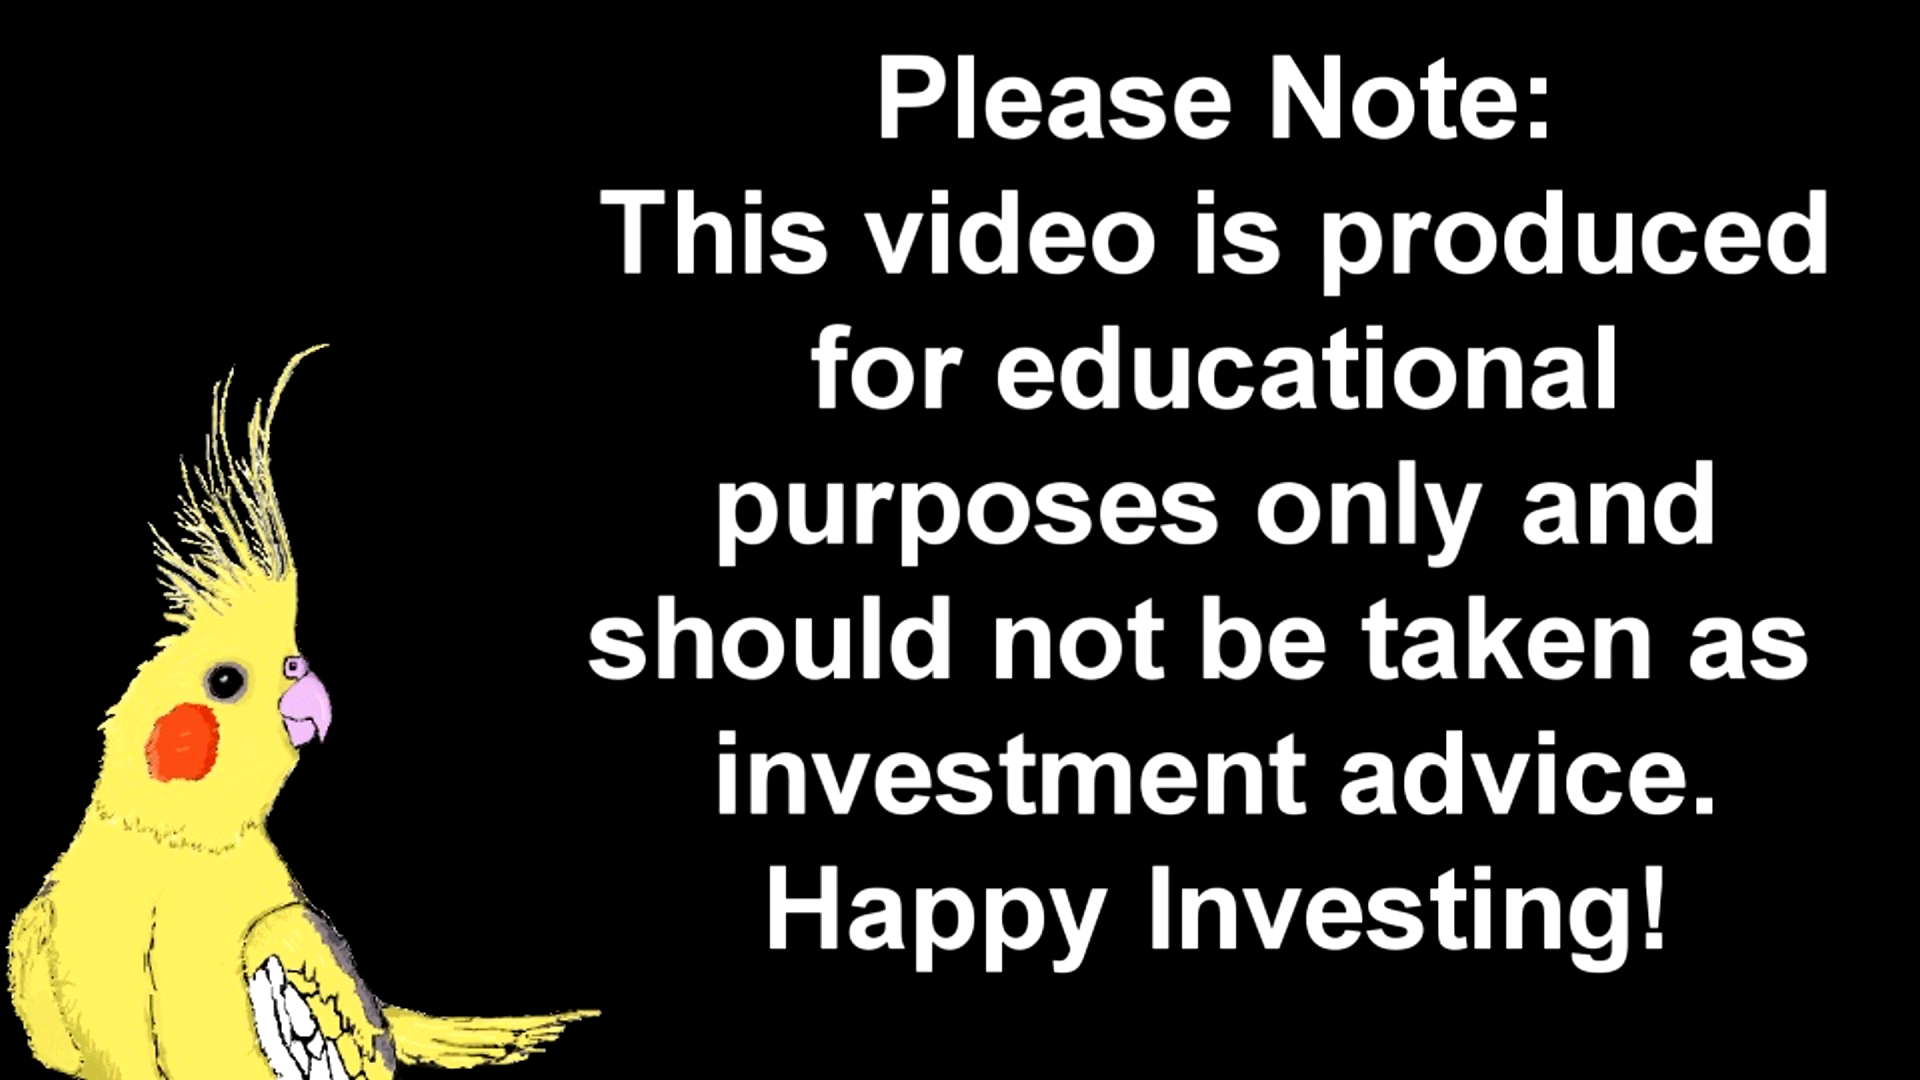 Please Note:
This video is produced
for educational
purposes only and
should not be taken as
investment advice.
Happy Investing!